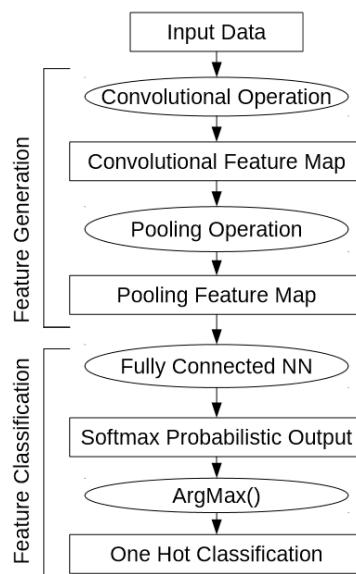 Input Data
Feature Generation
Convolutional Operation
Convolutional Feature Map
Pooling Operation
Pooling Feature Map
Feature Classification
Fully Connected NN
Softmax Probabilistic Output
ArgMax()
One Hot Classification